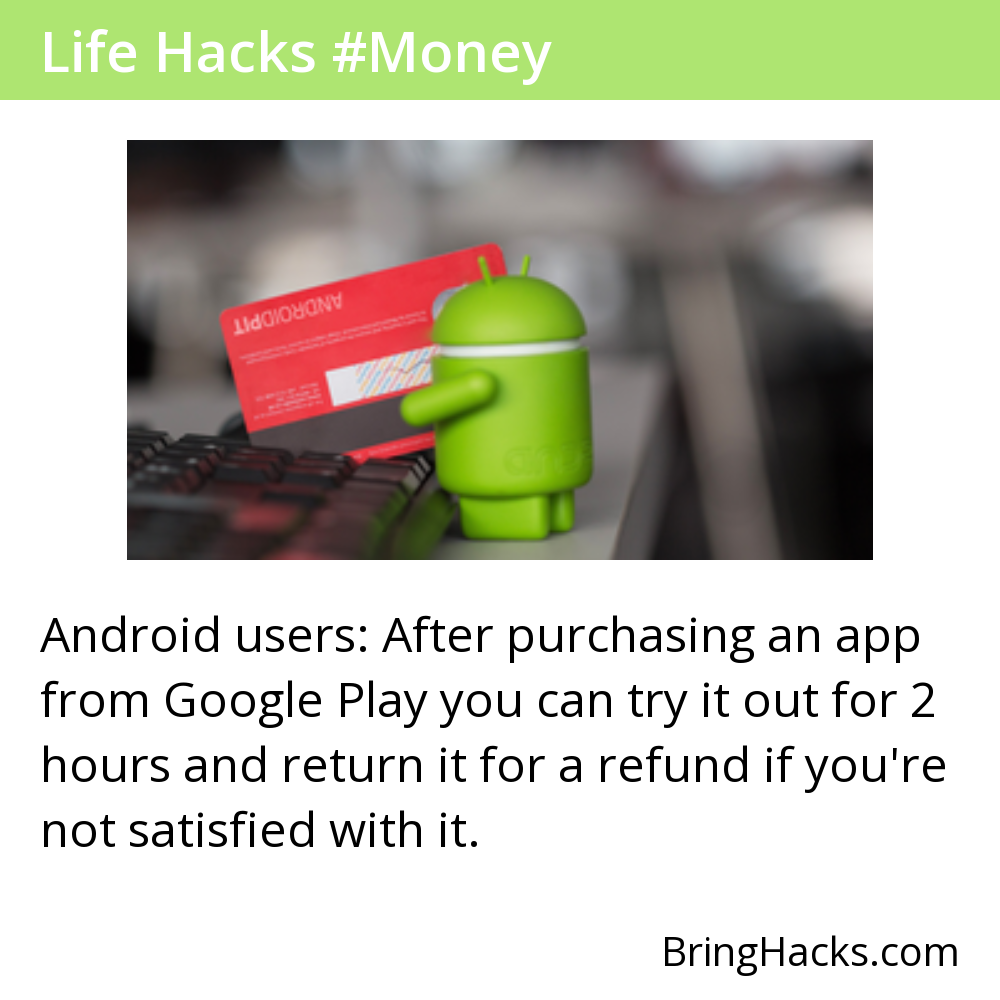 Life Hacks #Money
ANDROIDPIT
Android users: After purchasing an app
from Google Play you can try it out for 2
hours and return it for a refund if you're
not satisfied with it.
BringHacks.com